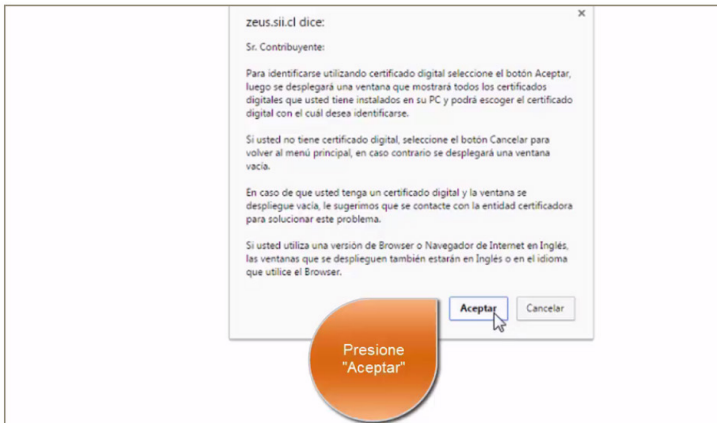 zeus.sii.cl dice:
Sr. Contribuyente:
Para identificarse utilizando certificado digital seleccione el botón Aceptar,
luego se desplegará una ventana que mostrará todos los certificados
digitales que usted tiene instalados en su PC y podrá escoger el certificado
digital con el cuál desea identificarse.
Si usted no tiene certificado digital, seleccione el botón Cancelar para
volver al menú principal, en caso contrario se desplegará una ventana
vacía.
En caso de que usted tenga un certificado digital y la ventana se
despliegue vacía, le sugerimos que se contacte con la entidad certificadora
para solucionar este problema.
Si usted utiliza una versión de Browser o Navegador de Internet en Inglés,
las ventanas que se desplieguen también estarán en Inglés o en el idioma
que utilice el Browser.
Aceptar Cancelar
Presione
"Aceptar"